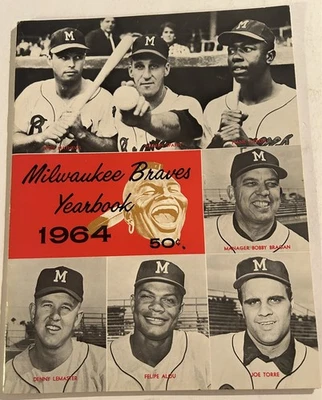 M
M
M
Milwaukee Braves
Yearbook
1964
50¢
M
MANAGER BOBBY BRAGAN
M
M
M
DENNY LEMASTER
FELIPE ALOU
JOE TORRE